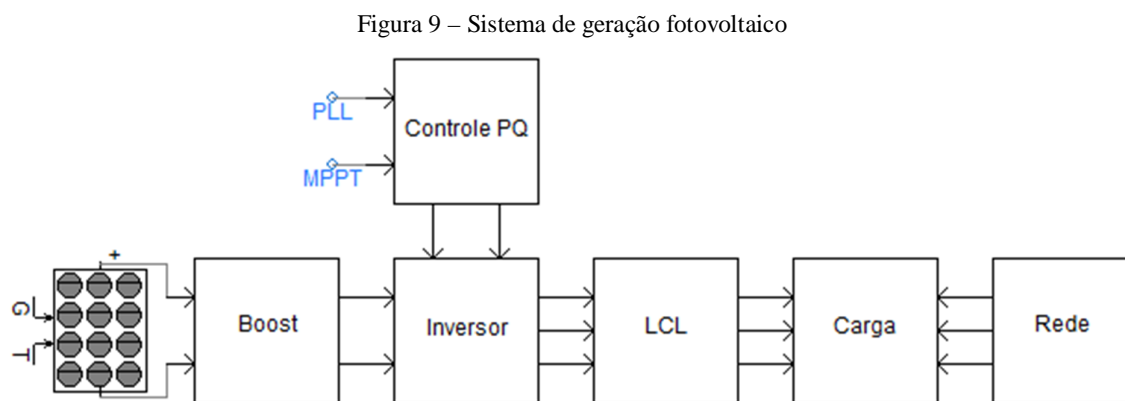 Figura 9 – Sistema de geração fotovoltaico
PLL
MPPT
Controle PQ
+
G
T
Boost
Inversor
LCL
Carga
Rede